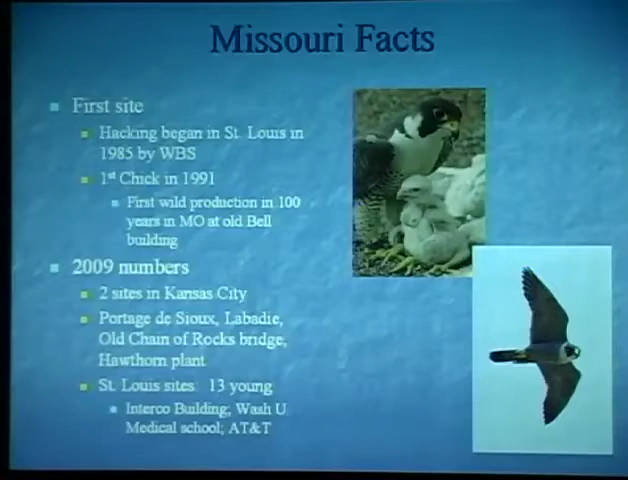 Missouri Facts
First site
Hacking began in St. Louis in
1985 by WBS
1st Chick in 1991
First wild production in 100
years in MO at old Bell
building
2009 numbers
2 sites in Kansas City
Portage de Sioux, Labadie,
Old Chain of Rocks bridge,
Hawthorn plant
St. Louis sites 13 young
Interco Building; Wash U
Medical school; AT&T